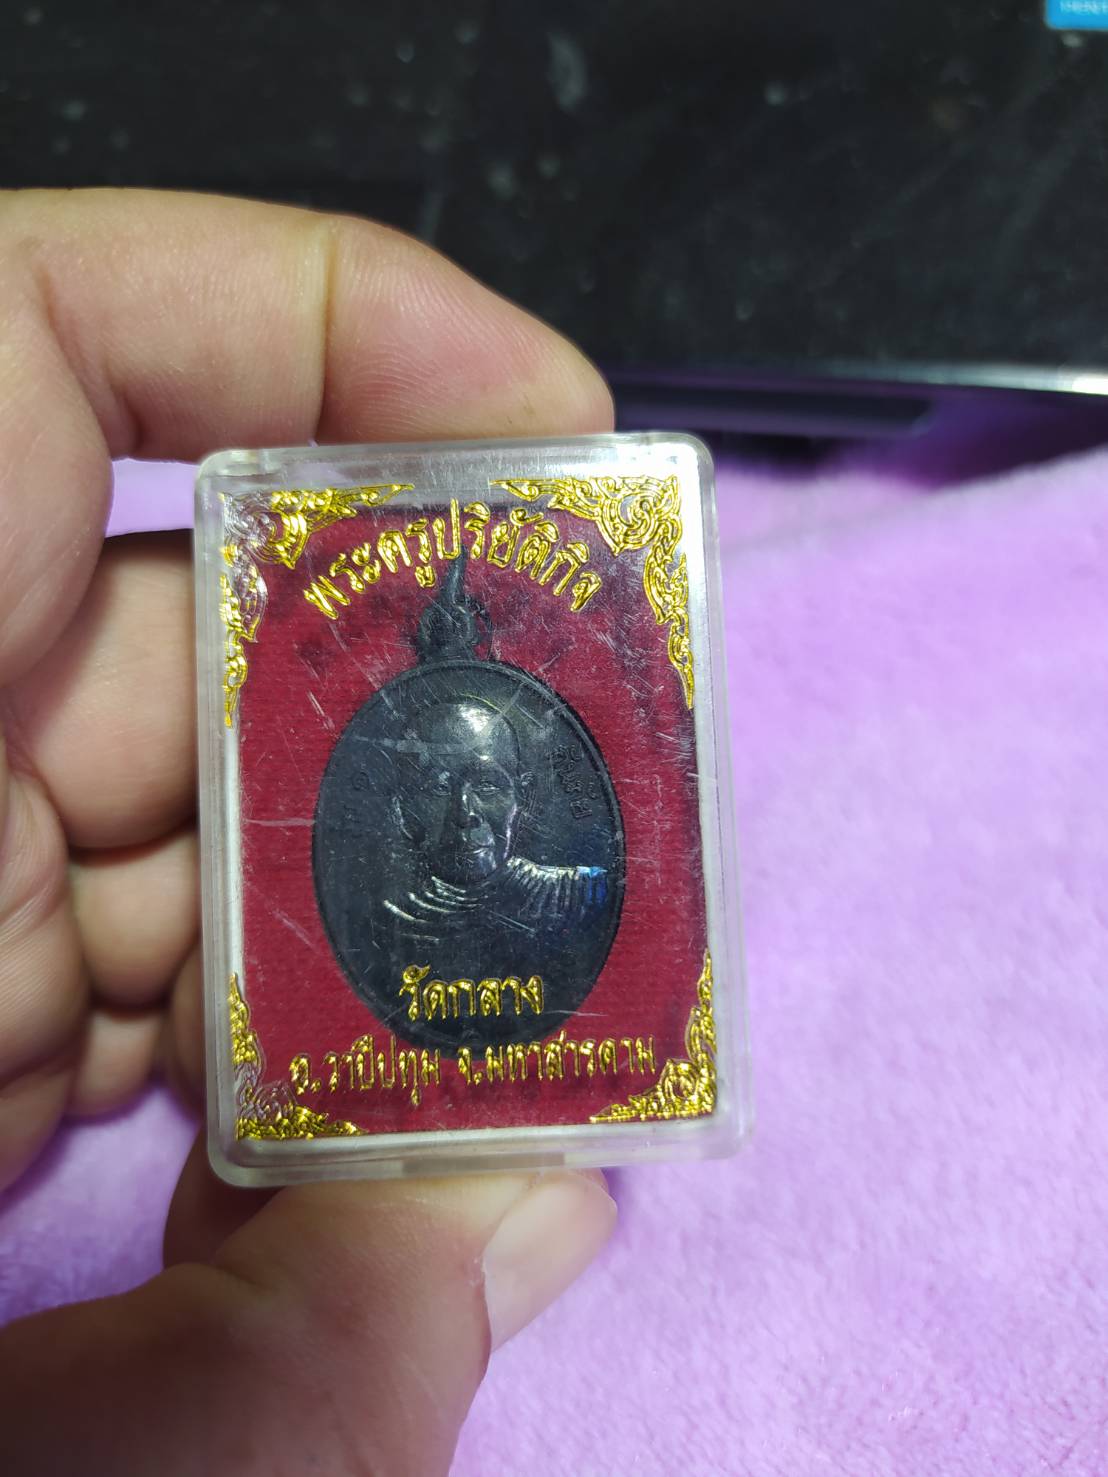 พระครูปริยัติกิจ
วัดกลาง
อ.วาปีปทุม จ.มหาสารคาม